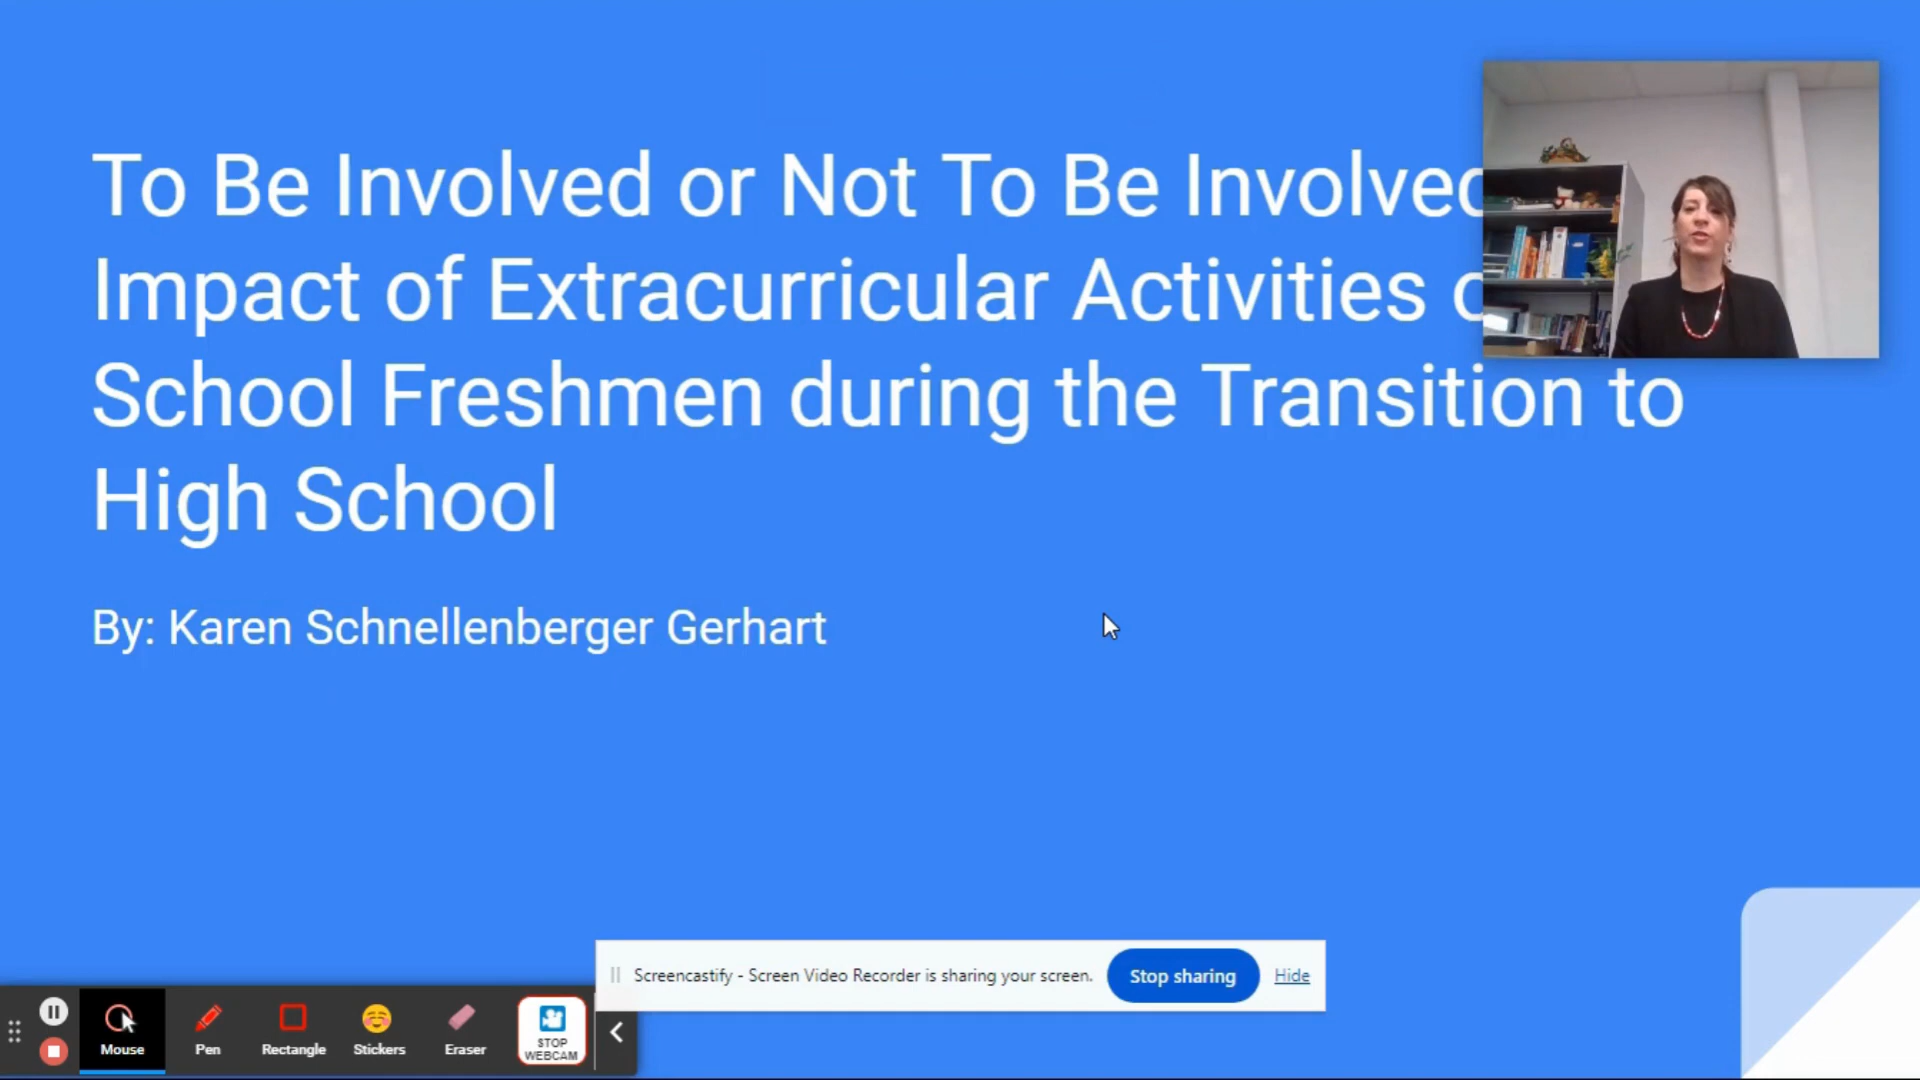 To Be Involved or Not To Be Involved
Impact of Extracurricular Activities
School Freshmen during the Transition to
High School
By: Karen Schnellenberger Gerhart
Screencastify - Screen Video Recorder is sharing your screen.
Stop sharing
Hide
Mouse
Pen
Rectangle
Stickers
Eraser
STOP
WEBCAM